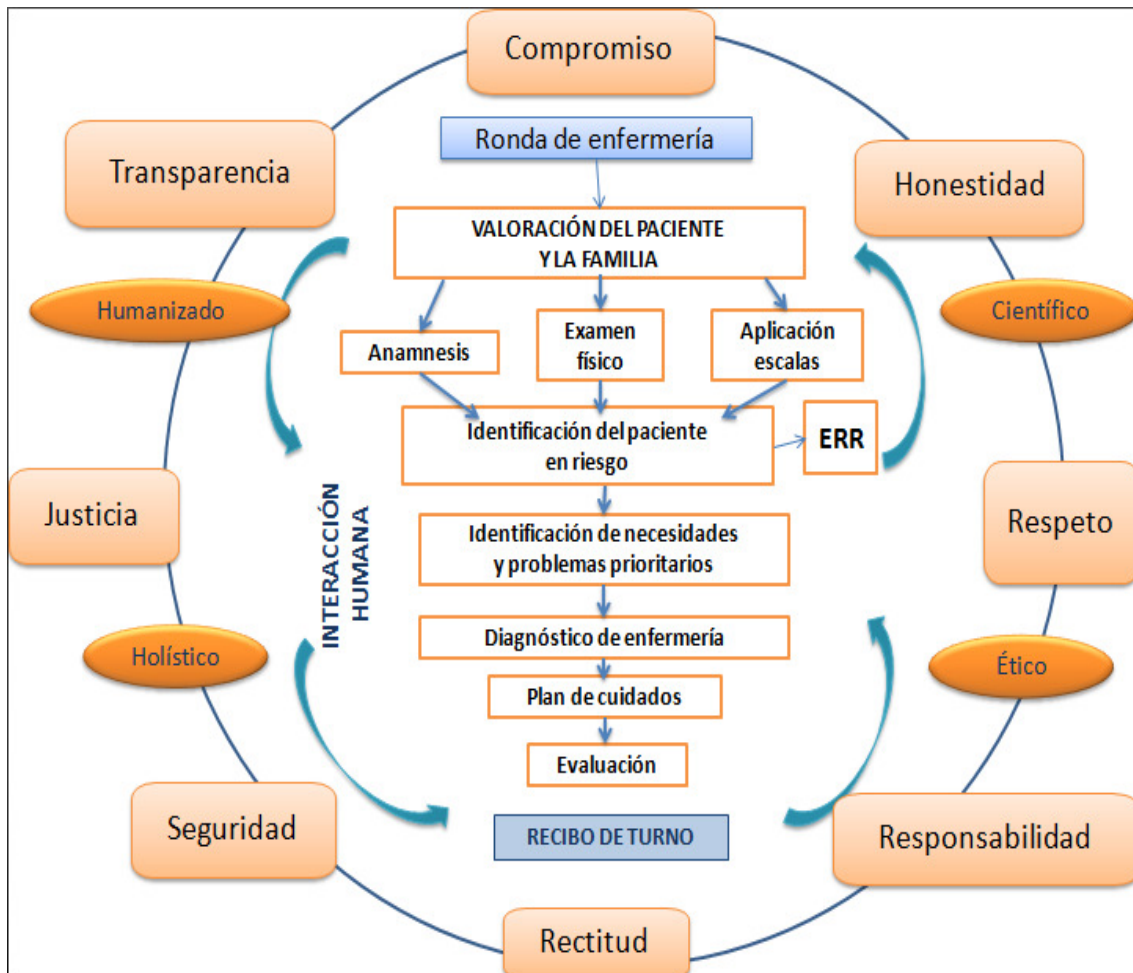 Compromiso
Ronda de enfermería
Transparencia
Honestidad
VALORACIÓN DEL PACIENTE
Y LA FAMILIA
Humanizado
Científico
Anamnesis
Examen
físico
Aplicación
escalas
Identificación del paciente
en riesgo
ERR
Justicia
Respeto
INTERACCIÓN
HUMANA
Identificación de necesidades
y problemas prioritarios
Diagnóstico de enfermería
Holístico
Ético
Plan de cuidados
Evaluación
Seguridad
RECIBO DE TURNO
Responsabilidad
Rectitud